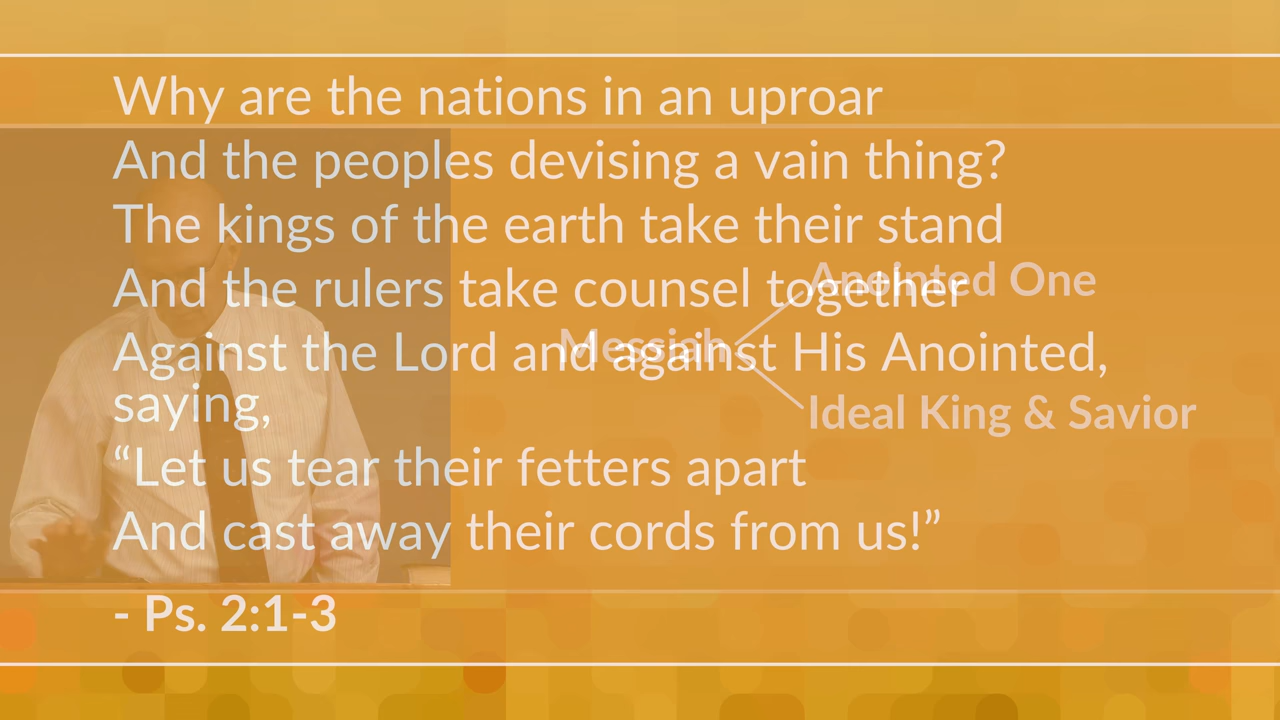 Why are the nations in an uproar
And the peoples devising a vain thing?
The kings of the earth take their stand
And the rulers take counsel together
Against the Lord and against His Anointed,
saying,
“Let us tear their fetters apart
And cast away their cords from us!”
- Ps. 2:1-3
Anointed One
Messiah
Ideal King & Savior